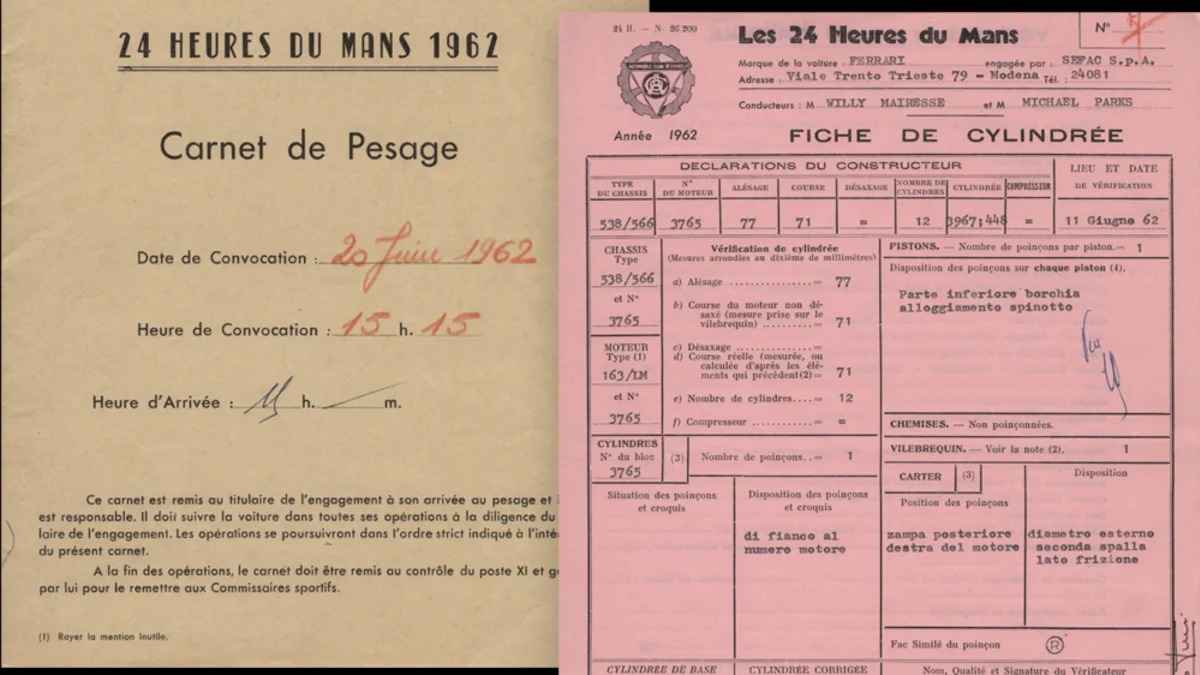 24 HEURES DU MANS 1962
Carnet de Pesage
Date de Convocation : 20 Juin 1962
Heure de Convocation : 15 h. 15
Heure d'Arrivée : h. m.
Ce carnet est remis au titulaire de l'engagement à son arrivée au pesage et
est responsable. Il doit suivre la voiture dans toutes ses opérations à la diligence du
laire de l'engagement. Les opérations se poursuivront dans l'ordre strict indiqué à l'inté
du présent carnet.
A la fin des opérations, le carnet doit être remis au contrôle du poste XI et g
par lui pour le remettre aux Commissaires sportifs.
(1) Rayer la mention inutile.
24 H. - N° 26.200
Les 24 Heures du Mans
N° 7
Marque de la voiture : FERRARI engagée par : SEFAC S.p.A.
Adresse : Viale Trento Trieste 79 - Modena Tél. : 24081
Conducteurs : M WILLY MAIRESSE et M MICHAEL PARKS
Année 1962
FICHE DE CYLINDRÉE
DECLARATIONS DU CONSTRUCTEUR
LIEU ET DATE
DE VÉRIFICATION
TYPE DU CHASSIS
N° DU MOTEUR
ALÉSAGE
COURSE
DÉSAXAGE
NOMBRE DE CYLINDRES
CYLINDRÉE
COMPRESSEUR
538/566 3765 77 71 = 12 3967;448 = 11 Giugno 62
CHASSIS
Type
538/566
et N°
3765
MOTEUR
Type (1)
163/LM
et N°
3765
Vérification de cylindrée
(Mesures arrondies au dixième de millimètres)
a) Alésage ............... = 77
b) Course du moteur non dé-
saxé (mesure prise sur le
vilebrequin) .......... = 71
c) Désaxage ............... =
d) Course réelle (mesurée, ou
calculée d'après les élé-
ments qui précédent(2) = 71
e) Nombre de cylindres.... = 12
f) Compresseur ........... = =
PISTONS. — Nombre de poinçons par piston.= 1
Disposition des poinçons sur chaque piston (4).
Parte inferiore borchia
alloggiamento spinotto
CHEMISES. — Non poinçonnées.
VILEBREQUIN. — Voir la note (2). 1
CYLINDRES
N° du bloc
3765
(3)
Nombre de poinçons.. = 1
Situation des poinçons
et croquis
Disposition des poinçons
et croquis
di fianco al
numero motore
CARTER (3)
Position des poinçons
zampa posteriore
destra del motore
Disposition
diametro esterno
seconda spalla
lato frizione
Fac Similé du poinçon R
CYLINDRÉE DE BASE
CYLINDRÉE CORRIGÉE
Nom, Qualité et Signature du Vérificateur